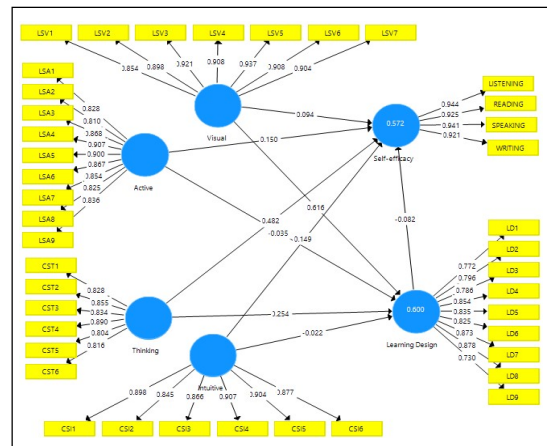 LSV1 LSV2 LSV3 LSV4 LSV5 LSV6 LSV7
0.854 0.898 0.921 0.908 0.937 0.908 0.904
Visual
LSA1
LSA2
LSA3
LSA4
LSA5
LSA6
LSA7
LSA8
LSA9
0.828
0.810
0.868
0.907
0.900
0.867
0.854
0.825
0.836
Active
0.094
0.150
0.572
Self-efficacy
0.944
0.925
0.941
0.921
LISTENING
READING
SPEAKING
WRITING
0.616
0.482
-0.035
0.149
-0.082
CST1
CST2
CST3
CST4
CST5
CST6
0.828
0.855
0.834
0.890
0.804
0.816
Thinking
0.254
-0.022
0.600
Learning Design
0.772
0.796
0.786
0.854
0.835
0.825
0.873
0.878
0.730
LD1
LD2
LD3
LD4
LD5
LD6
LD7
LD8
LD9
Intuitive
0.898 0.845 0.866 0.907 0.904 0.877
CSI1 CSI2 CSI3 CSI4 CSI5 CSI6